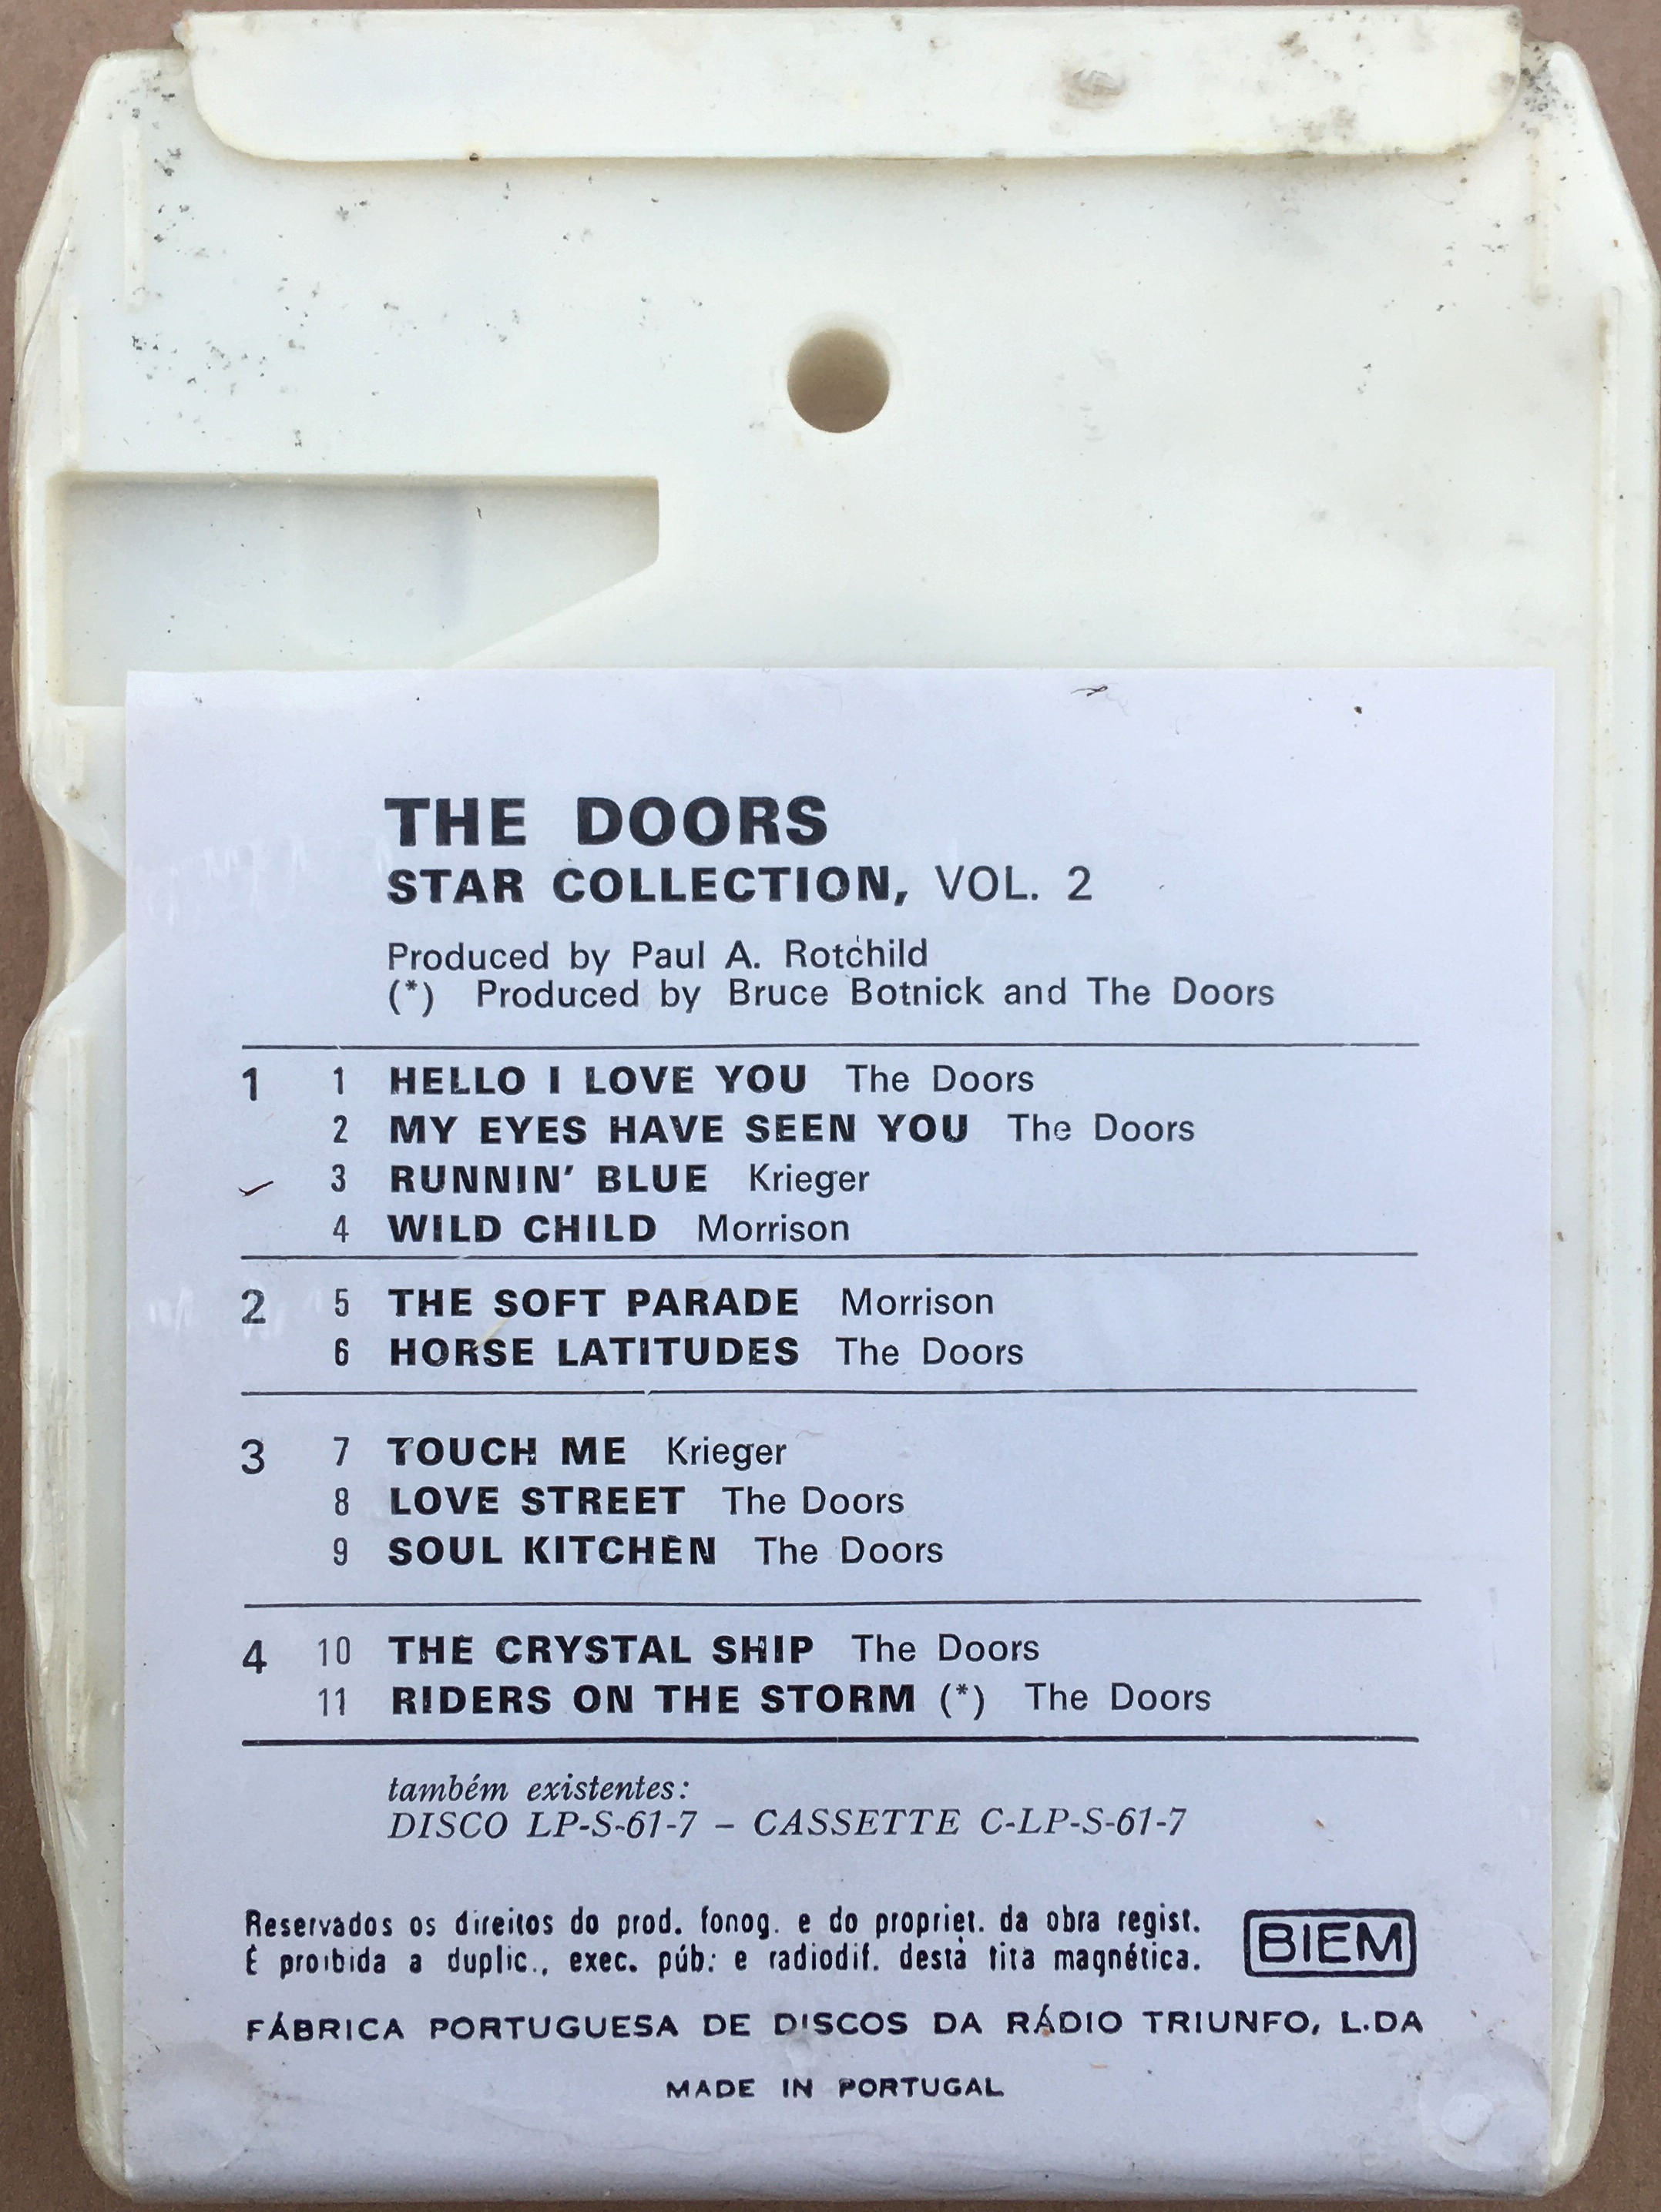 THE DOORS
STAR COLLECTION, VOL. 2
Produced by Paul A. Rotchild
(*) Produced by Bruce Botnick and The Doors
1 1 HELLO I LOVE YOU The Doors
2 MY EYES HAVE SEEN YOU The Doors
3 RUNNIN' BLUE Krieger
4 WILD CHILD Morrison
2 5 THE SOFT PARADE Morrison
6 HORSE LATITUDES The Doors
3 7 TOUCH ME Krieger
8 LOVE STREET The Doors
9 SOUL KITCHEN The Doors
4 10 THE CRYSTAL SHIP The Doors
11 RIDERS ON THE STORM (*) The Doors
também existentes:
DISCO LP-S-61-7 – CASSETTE C-LP-S-61-7
Reservados os direitos do prod. fonog. e do propriet. da obra regist.
É proibida a duplic., exec. púb. e radiodif. desta fita magnética.
BIEM
FÁBRICA PORTUGUESA DE DISCOS DA RÁDIO TRIUNFO, L.DA
MADE IN PORTUGAL